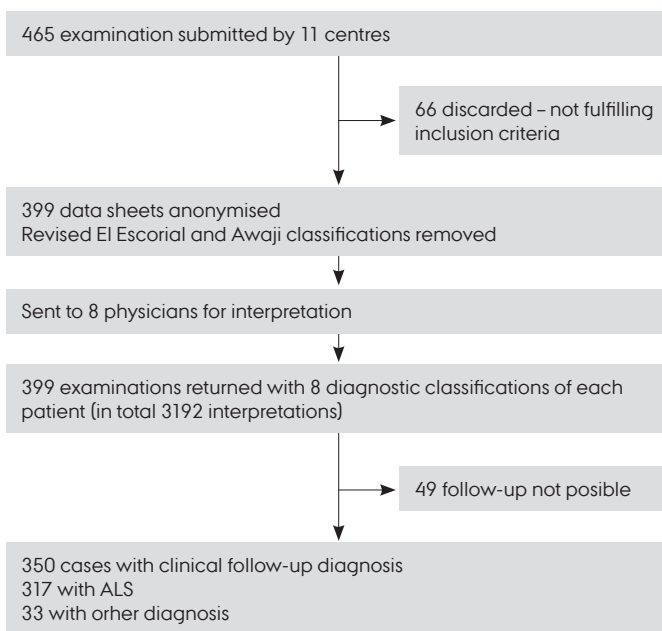 465 examination submitted by 11 centres
66 discarded – not fulfilling
inclusion criteria
399 data sheets anonymised
Revised El Escorial and Awaji classifications removed
Sent to 8 physicians for interpretation
399 examinations returned with 8 diagnostic classifications of each
patient (in total 3192 interpretations)
49 follow-up not posible
350 cases with clinical follow-up diagnosis
317 with ALS
33 with orher diagnosis